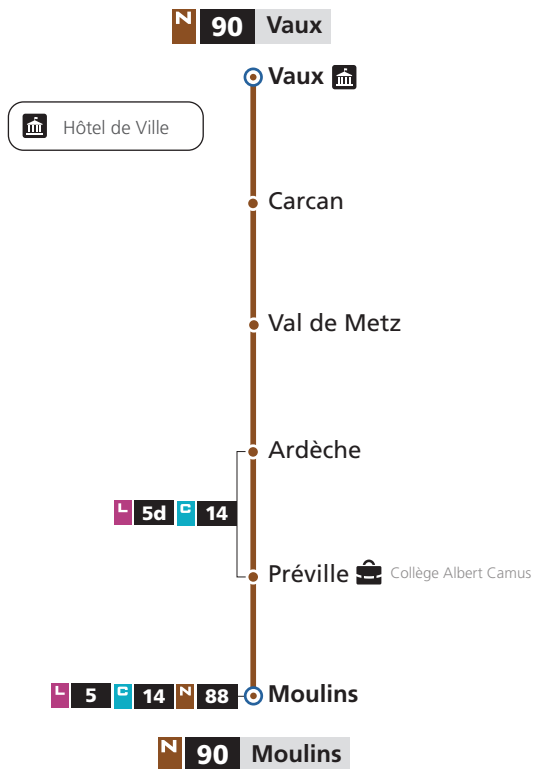 N 90 Vaux
Vaux
Hôtel de Ville
Carcan
Val de Metz
Ardèche
L 5d C 14
Préville Collège Albert Camus
L 5 C 14 N 88 Moulins
N 90 Moulins